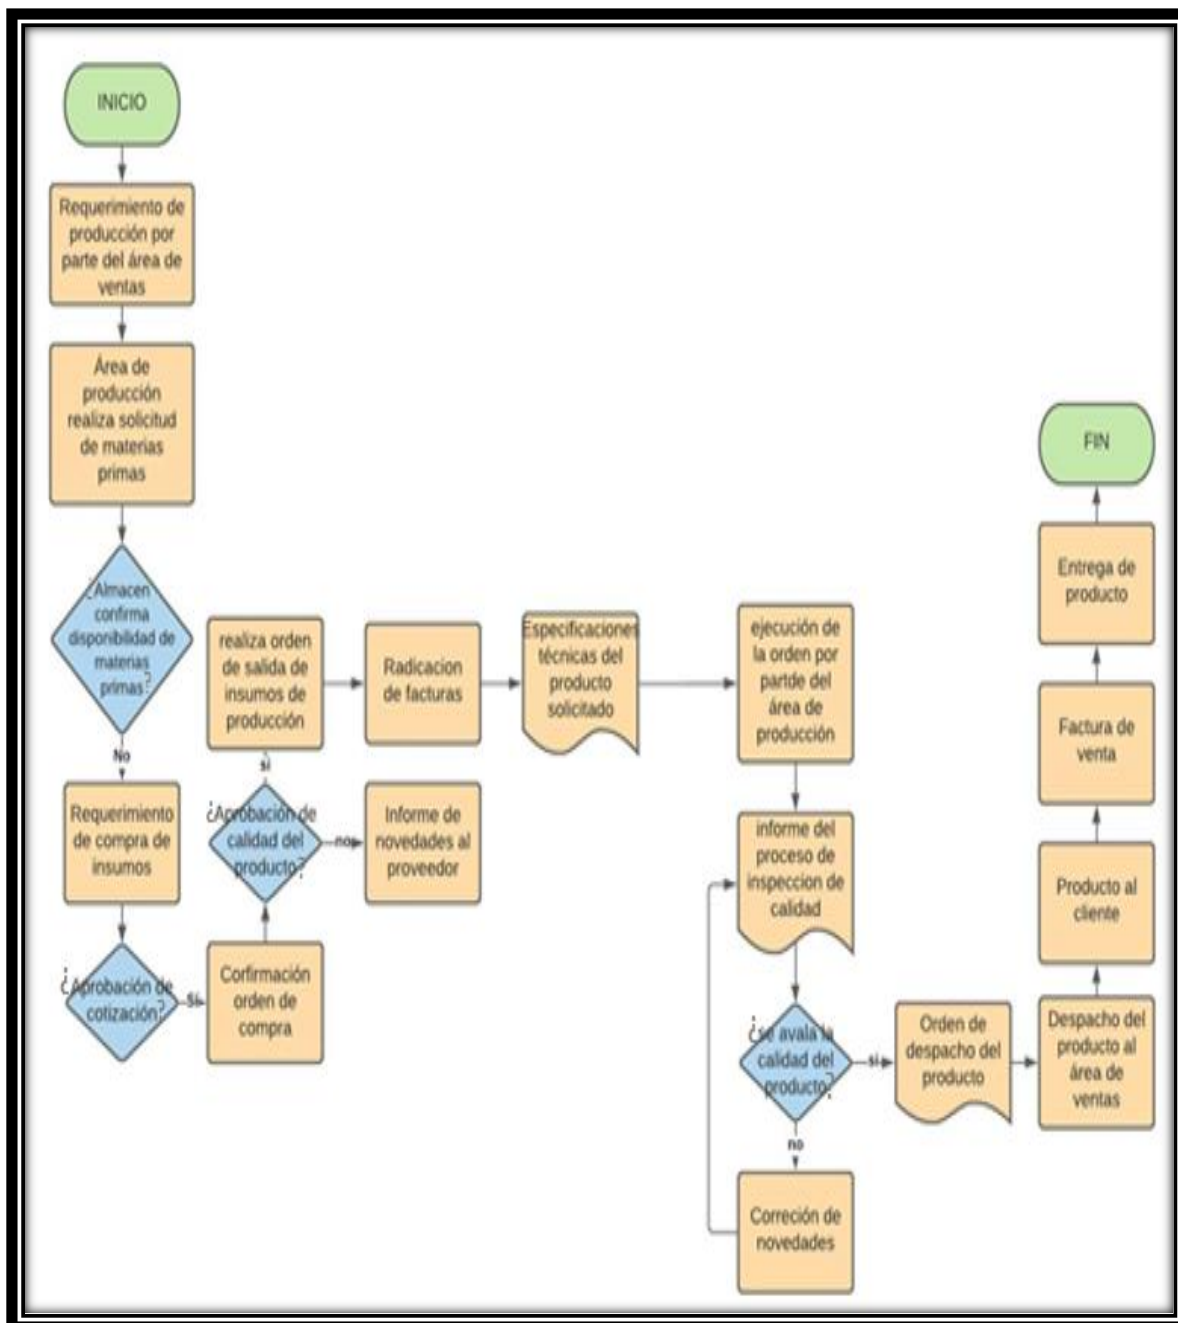 INICIO
Requerimiento de
producción por
parte del área de
ventas
Área de
producción
realiza solicitud
de materias
primas
¿Almacen
confirma
disponibilidad de
materias
primas?
No
Requerimiento
de compra de
insumos
¿Aprobación de
cotización?
Si
Corfirmación
orden de
compra
¿Aprobación de
calidad del
producto?
no
Informe de
novedades al
proveedor
si
realiza orden
de salida de
insumos de
producción
Radicacion
de facturas
Especificaciones
técnicas del
producto
solicitado
ejecución de
la orden por
partde del
área de
producción
informe del
proceso de
inspeccion de
calidad
¿se avala la
calidad del
producto?
no
Correción de
novedades
si
Orden de
despacho del
producto
Despacho del
producto al
área de
ventas
Producto al
cliente
Factura de
venta
Entrega de
producto
FIN